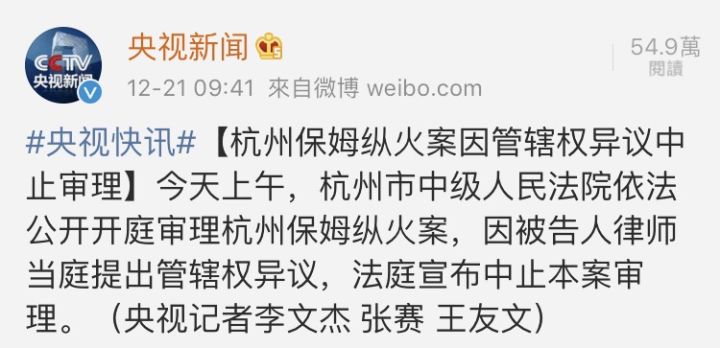 央视新闻
54.9萬
閱讀
CCTV
央视新闻
12-21 09:41 來自微博 weibo.com
#央视快讯#【杭州保姆纵火案因管辖权异议中
止审理】今天上午，杭州市中级人民法院依法
公开开庭审理杭州保姆纵火案，因被告人律师
当庭提出管辖权异议，法庭宣布中止本案审
理。（央视记者李文杰 张赛 王友文）